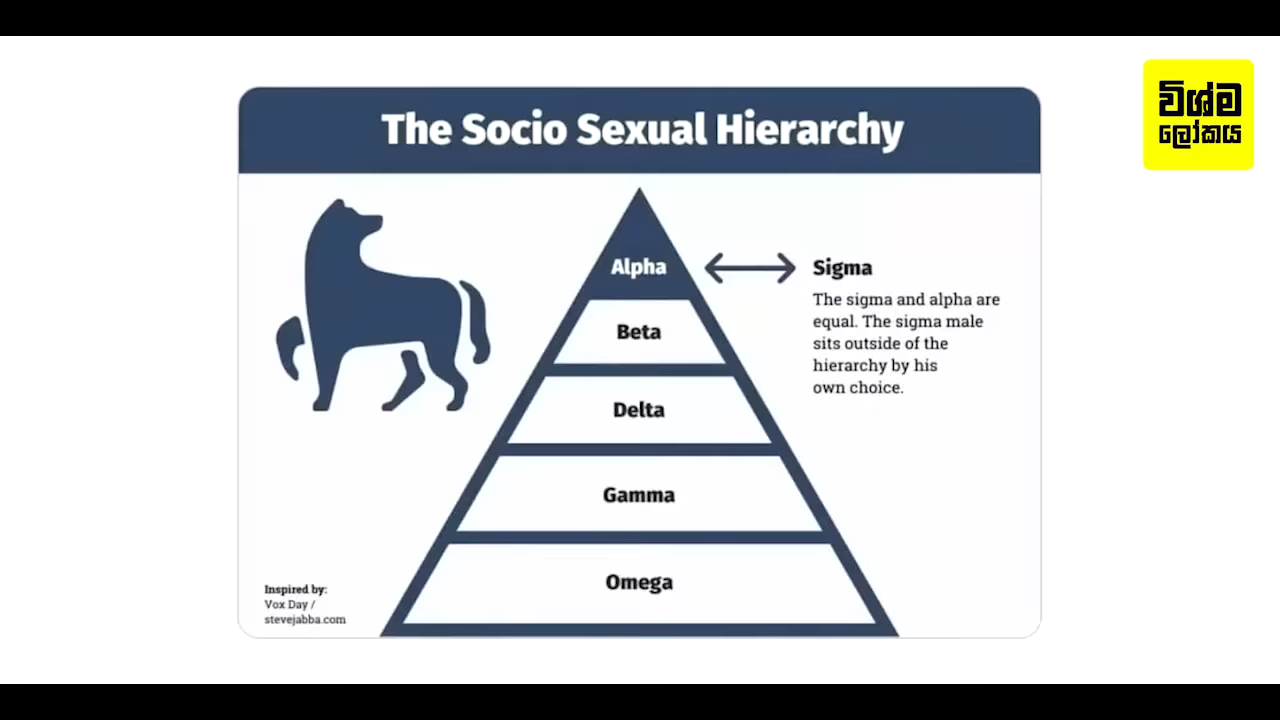 විශ්ම
ලෝකය
The Socio Sexual Hierarchy
Alpha
Sigma
The sigma and alpha are
equal. The sigma male
sits outside of the
hierarchy by his
own choice.
Beta
Delta
Gamma
Omega
Inspired by:
Vox Day /
stevejabba.com